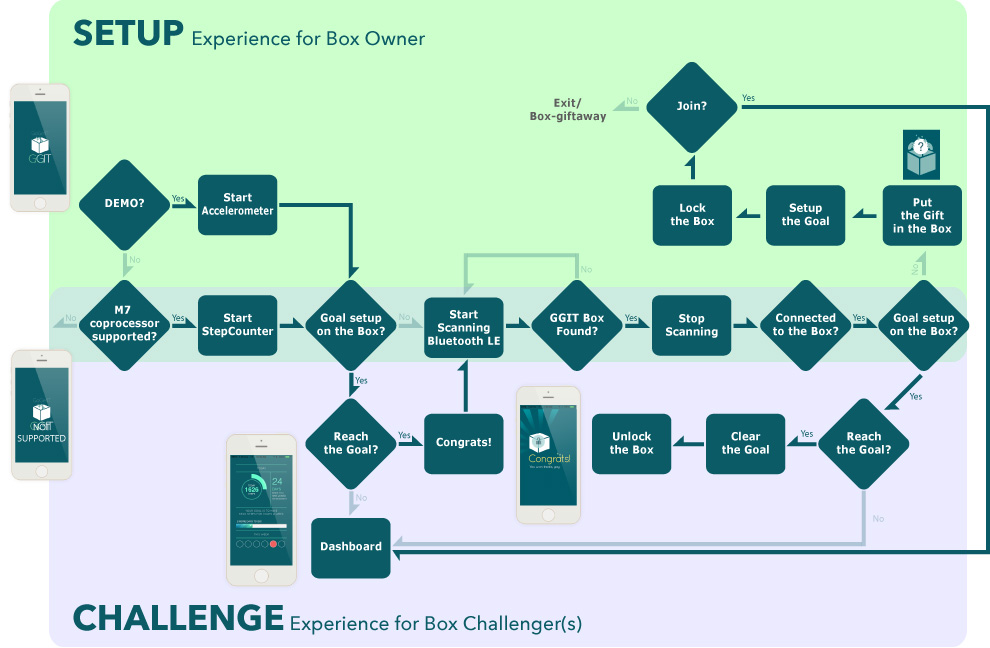 SETUP Experience for Box Owner
Exit/
Box-giftaway
No
Join?
Yes
GGIT
DEMO?
Yes
Start
Accelerometer
Lock
the Box
Setup
the Goal
?
Put
the Gift
in the Box
No
No
No
No
M7
coprocessor
supported?
Yes
Start
StepCounter
Goal setup
on the Box?
No
Start
Scanning
Bluetooth LE
GGIT Box
Found?
Yes
Stop
Scanning
Connected
to the Box?
Yes
Goal setup
on the Box?
Yes
Yes
SUPPORTED
Reach
the Goal?
Yes
Congrats!
Congrats!
Unlock
the Box
Clear
the Goal
Yes
Reach
the Goal?
1626
24
No
No
Dashboard
CHALLENGE Experience for Box Challenger(s)